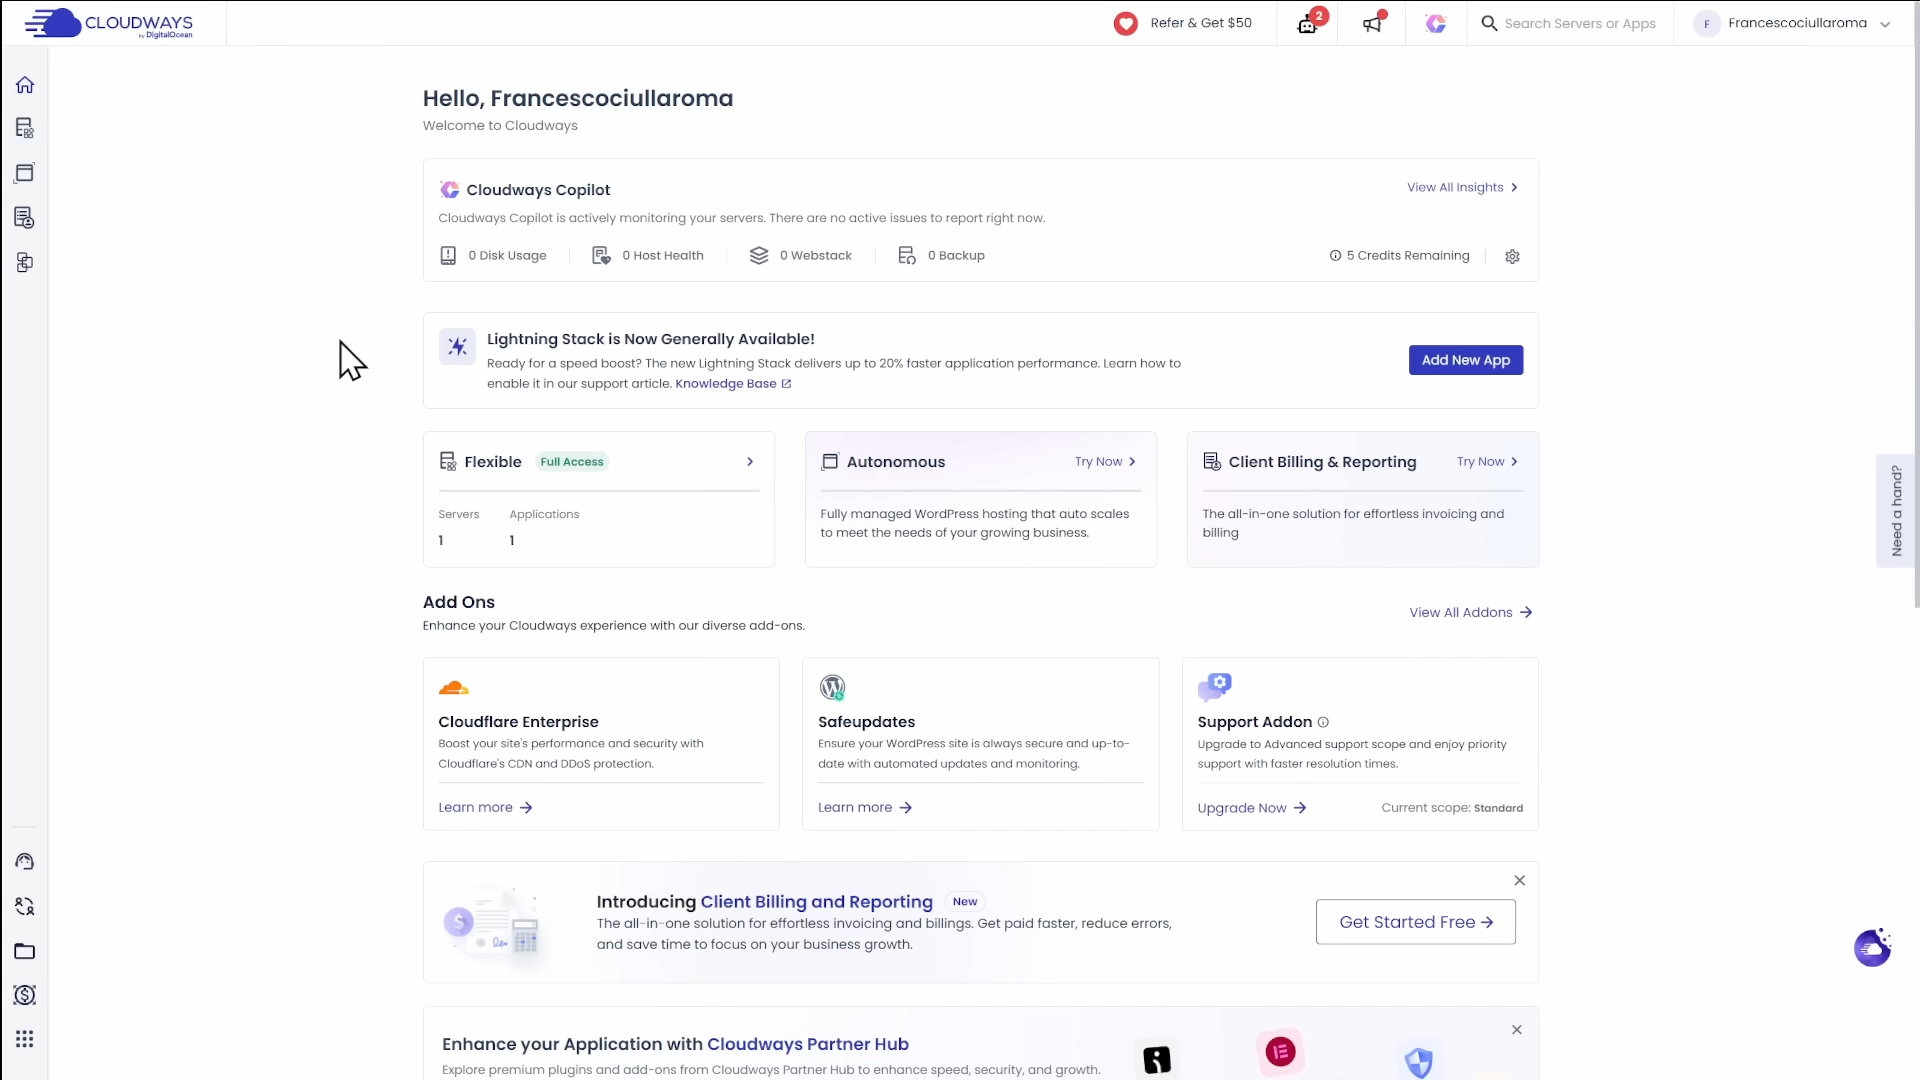 CLOUDWAYS
by DigitalOcean
Refer & Get $50
2
Search Servers or Apps
F
Francescociullaroma
Hello, Francescociullaroma
Welcome to Cloudways
Cloudways Copilot
View All Insights
Cloudways Copilot is actively monitoring your servers. There are no active issues to report right now.
0 Disk Usage
0 Host Health
0 Webstack
0 Backup
5 Credits Remaining
Lightning Stack is Now Generally Available!
Ready for a speed boost? The new Lightning Stack delivers up to 20% faster application performance. Learn how to
enable it in our support article. Knowledge Base
Add New App
Flexible
Full Access
Servers
Applications
1
1
Autonomous
Try Now
Fully managed WordPress hosting that auto scales
to meet the needs of your growing business.
Client Billing & Reporting
Try Now
The all-in-one solution for effortless invoicing and
billing
Need a hand?
Add Ons
Enhance your Cloudways experience with our diverse add-ons.
View All Addons
Cloudflare Enterprise
Boost your site's performance and security with
Cloudflare's CDN and DDoS protection.
Learn more
Safeupdates
Ensure your WordPress site is always secure and up-to-
date with automated updates and monitoring.
Learn more
Support Addon
Upgrade to Advanced support scope and enjoy priority
support with faster resolution times.
Upgrade Now
Current scope: Standard
Introducing Client Billing and Reporting
New
The all-in-one solution for effortless invoicing and billings. Get paid faster, reduce errors,
and save time to focus on your business growth.
Get Started Free
Enhance your Application with Cloudways Partner Hub
Explore premium plugins and add-ons from Cloudways Partner Hub to enhance speed, security, and growth.